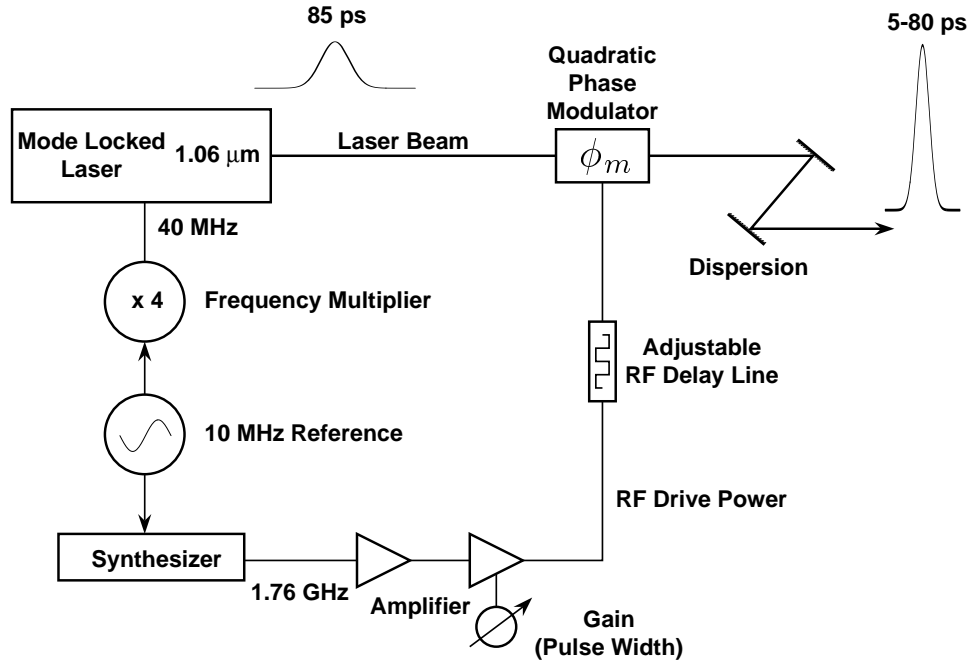 85 ps
5-80 ps
Quadratic
Phase
Modulator
Mode Locked
Laser
1.06 μm
Laser Beam
ϕm
40 MHz
Dispersion
x 4
Frequency Multiplier
Adjustable
RF Delay Line
10 MHz Reference
RF Drive Power
Synthesizer
1.76 GHz
Amplifier
Gain
(Pulse Width)